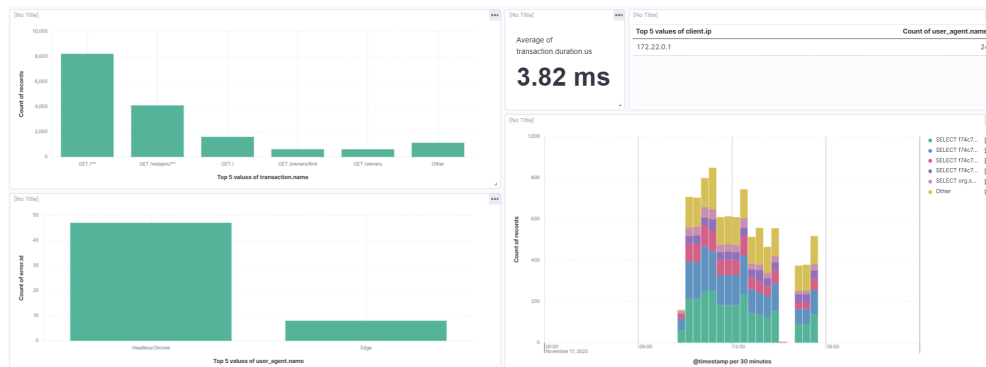 [No Title]
10,000
8,000
6,000
4,000
2,000
0
Count of records
GET /**
GET /webjars/**
GET /
GET /owners/find
GET /owners
Other
Top 5 values of transaction.name
[No Title]
Average of
transaction.duration.us
3.82 ms
[No Title]
Top 5 values of client.ip
Count of user_agent.name
172.22.0.1
24
[No Title]
50
40
30
20
10
0
Count of error.id
HeadlessChrome
Edge
Top 5 values of user_agent.name
[No Title]
1,000
800
600
400
200
0
Count of records
00:00
06:00
12:00
18:00
November 17, 2025
@timestamp per 30 minutes
SELECT f74c7...
SELECT f74c7...
SELECT f74c7...
SELECT f74c7...
SELECT org.s...
Other